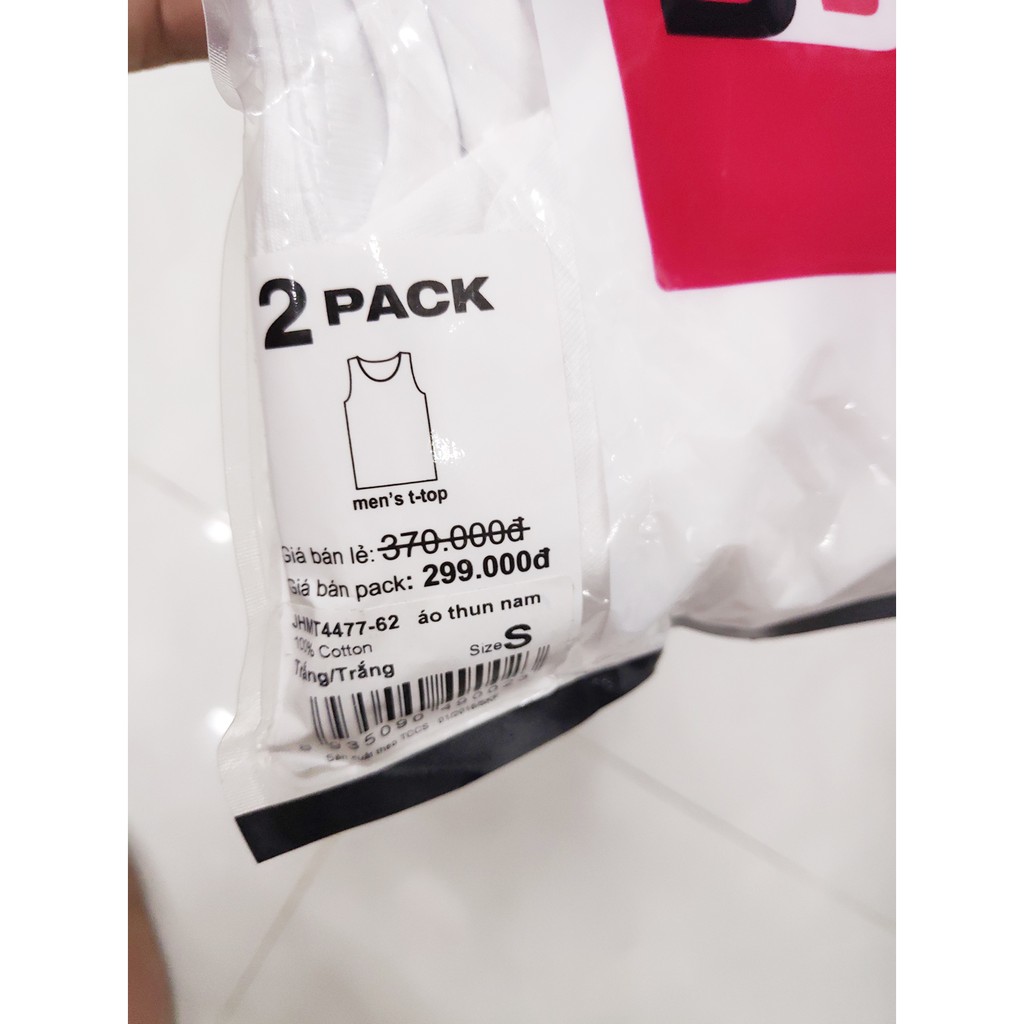 2 PACK
men's t-top
Giá bán lẻ: 370.000đ
Giá bán pack: 299.000đ
JHMT4477-62 áo thun nam
100% Cotton
Size S
Trắng/Trắng